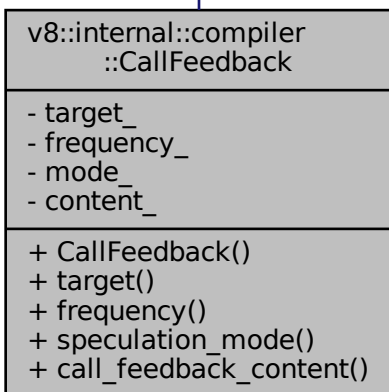 v8::internal::compiler
::CallFeedback
- target_
- frequency_
- mode_
- content_
+ CallFeedback()
+ target()
+ frequency()
+ speculation_mode()
+ call_feedback_content()